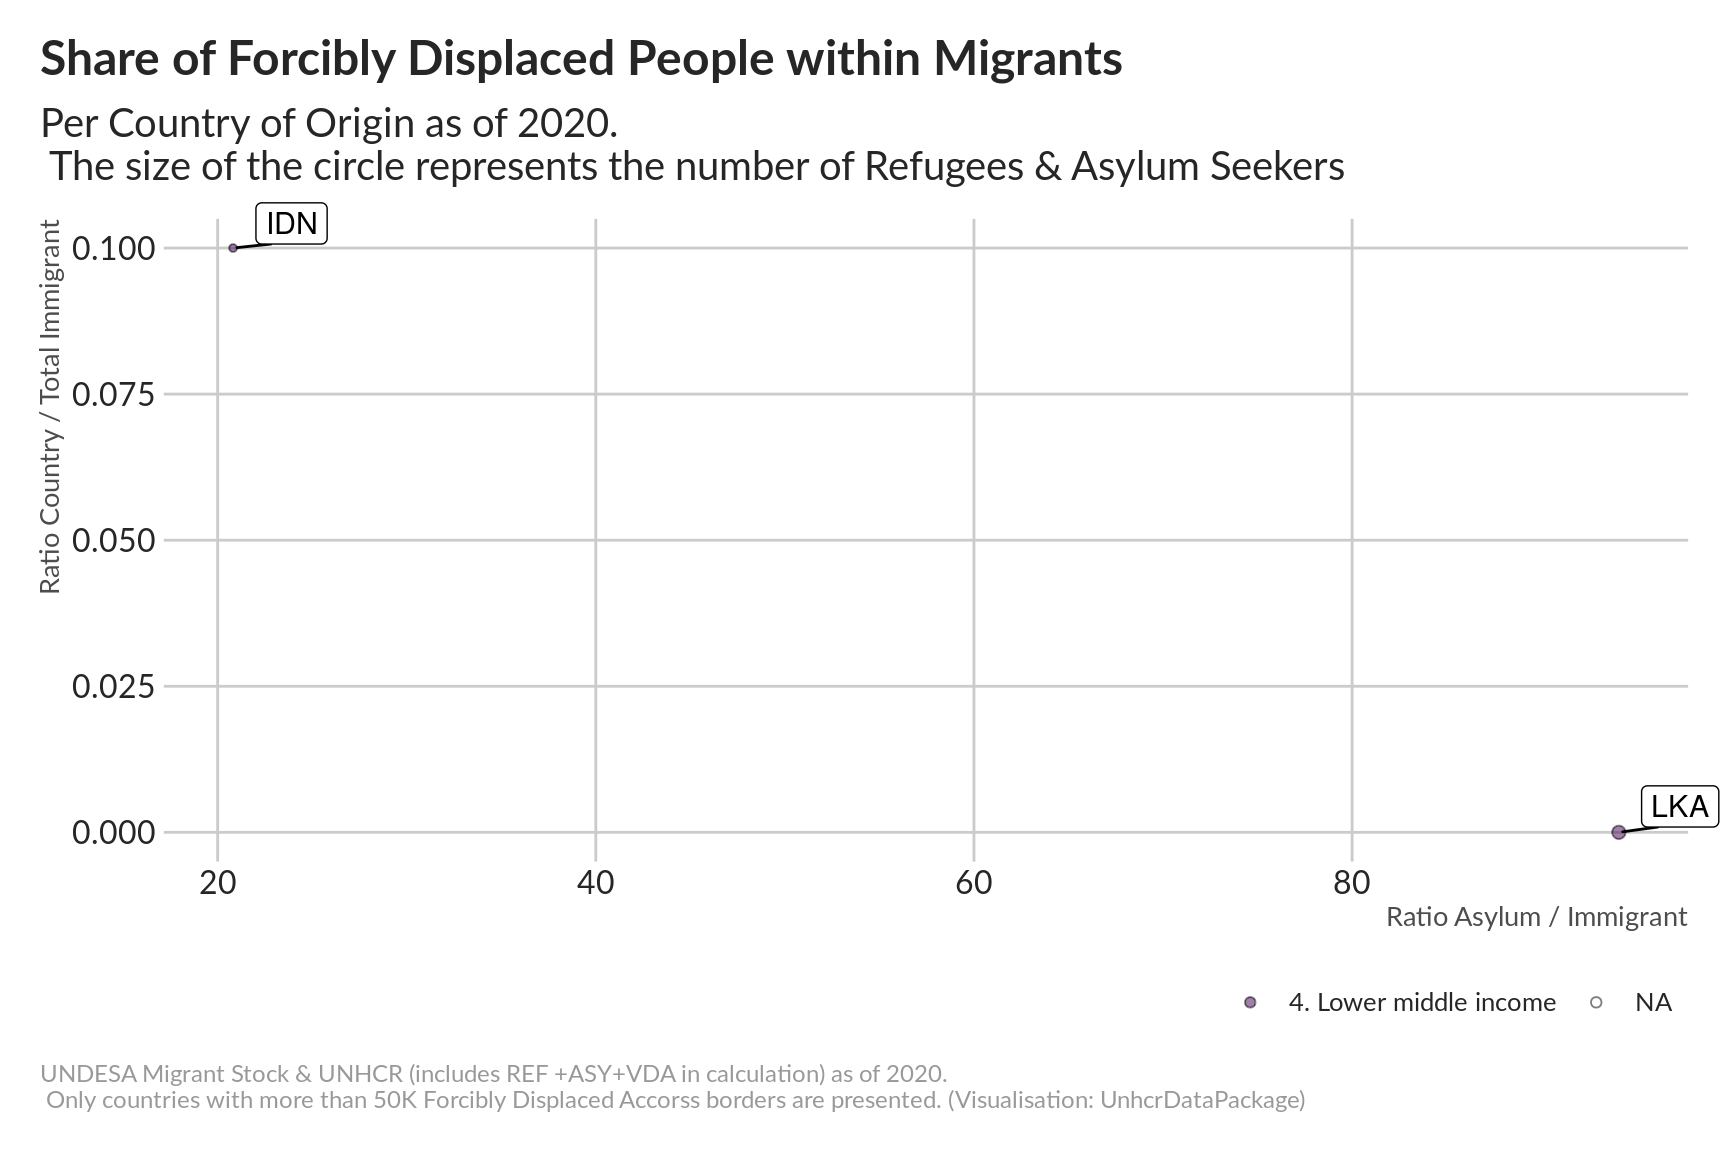 Share of Forcibly Displaced People within Migrants
Per Country of Origin as of 2020.
The size of the circle represents the number of Refugees & Asylum Seekers
Ratio Country / Total Immigrant
0.100
0.075
0.050
0.025
0.000
IDN
LKA
20
40
60
80
Ratio Asylum / Immigrant
4. Lower middle income
NA
UNDESA Migrant Stock & UNHCR (includes REF +ASY+VDA in calculation) as of 2020.
Only countries with more than 50K Forcibly Displaced Accorss borders are presented. (Visualisation: UnhcrDataPackage)